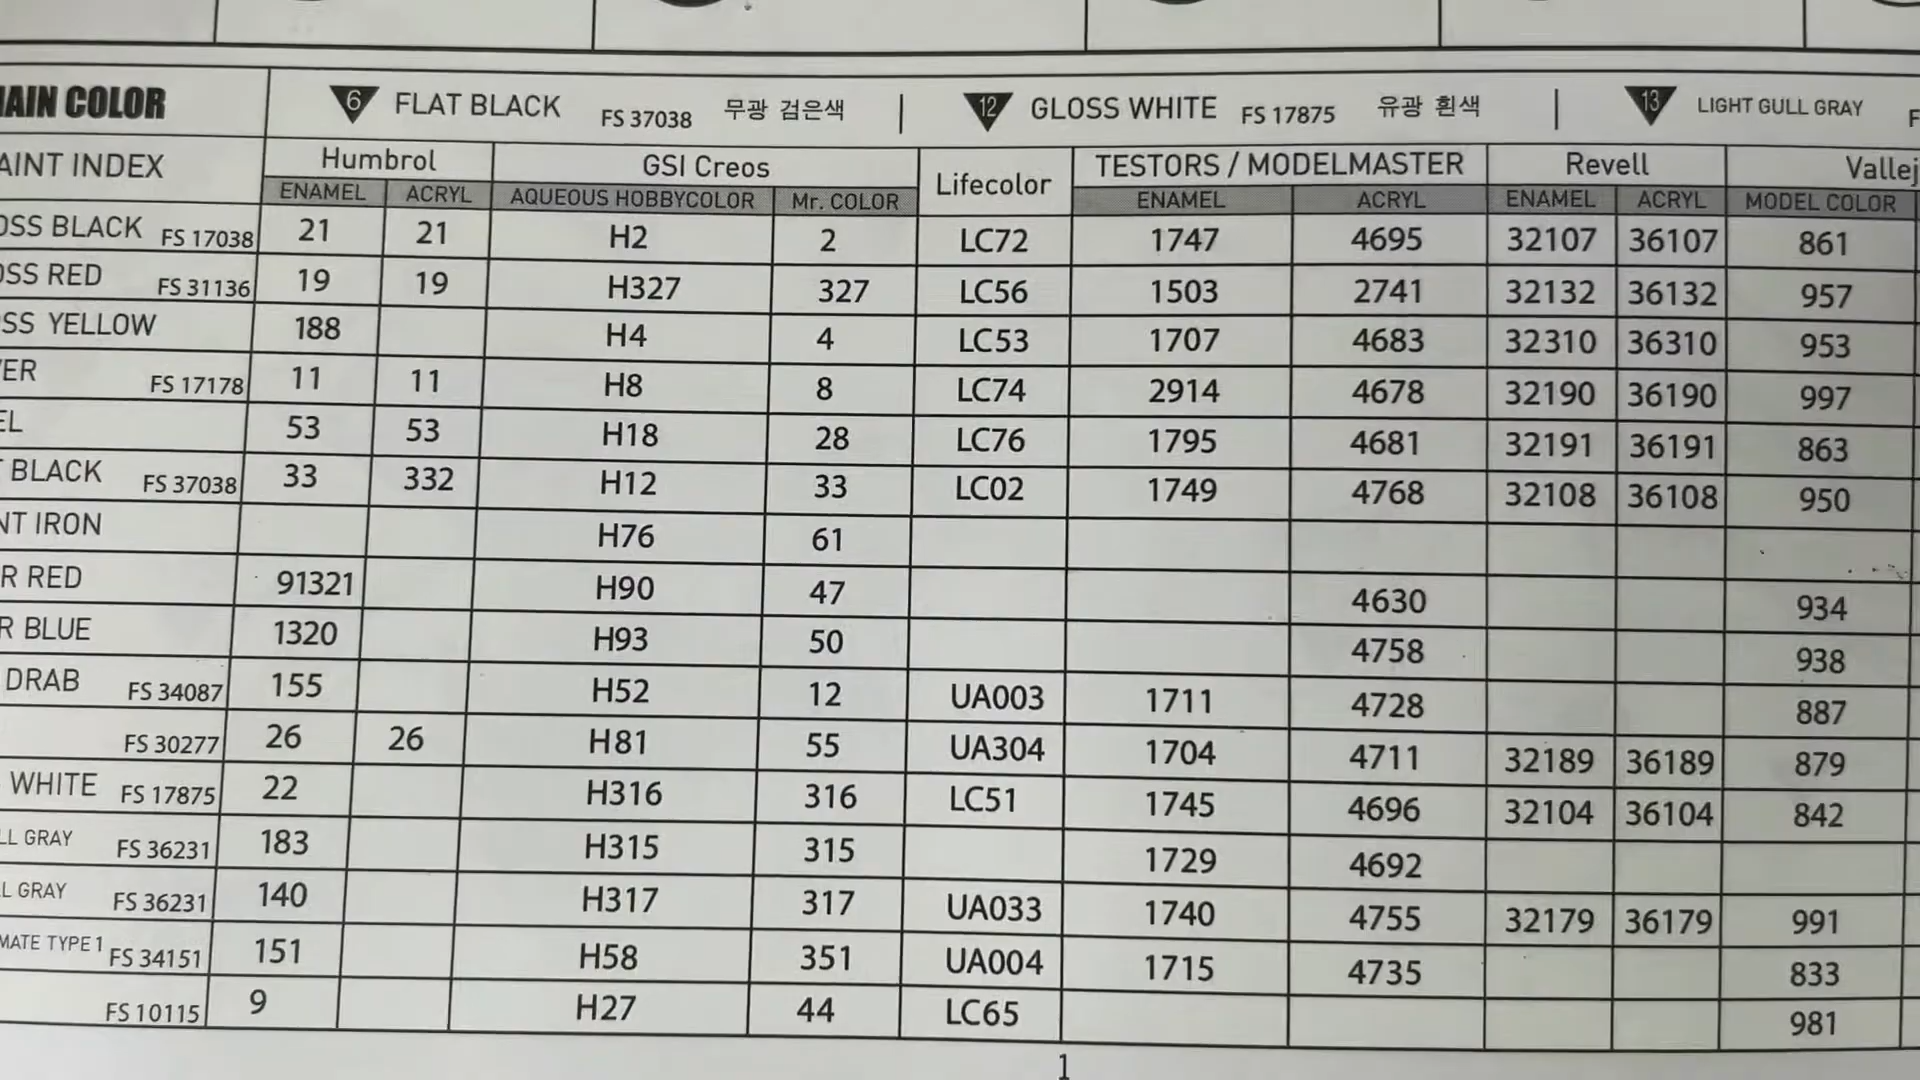 MAIN COLOR 6 FLAT BLACK FS 37038 무광 검은색 | 12 GLOSS WHITE FS 17875 유광 흰색 | 13 LIGHT GULL GRAY F
AINT INDEX Humbrol GSI Creos Lifecolor TESTORS / MODELMASTER Revell Vallej
ENAMEL ACRYL AQUEOUS HOBBYCOLOR Mr. COLOR ENAMEL ACRYL ENAMEL ACRYL MODEL COLOR
OSS BLACK FS 17038 21 21 H2 2 LC72 1747 4695 32107 36107 861
OSS RED FS 31136 19 19 H327 327 LC56 1503 2741 32132 36132 957
SS YELLOW 188 H4 4 LC53 1707 4683 32310 36310 953
VER FS 17178 11 11 H8 8 LC74 2914 4678 32190 36190 997
EL 53 53 H18 28 LC76 1795 4681 32191 36191 863
T BLACK FS 37038 33 332 H12 33 LC02 1749 4768 32108 36108 950
NT IRON H76 61
R RED 91321 H90 47 4630 934
R BLUE 1320 H93 50 4758 938
DRAB FS 34087 155 H52 12 UA003 1711 4728 887
FS 30277 26 26 H81 55 UA304 1704 4711 32189 36189 879
WHITE FS 17875 22 H316 316 LC51 1745 4696 32104 36104 842
LL GRAY FS 36231 183 H315 315 1729 4692
L GRAY FS 36231 140 H317 317 UA033 1740 4755 32179 36179 991
MATE TYPE1 FS 34151 151 H58 351 UA004 1715 4735 833
FS 10115 9 H27 44 LC65 981
1